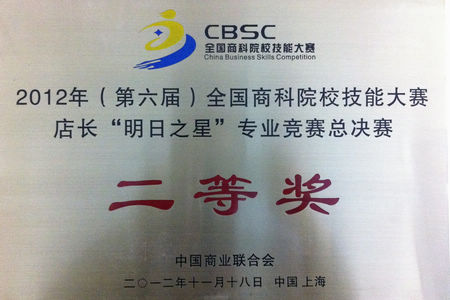 CBSC
全国商科院校技能大赛
China Business Skills Competition
2012年（第六届）全国商科院校技能大赛
店长“明日之星”专业竞赛总决赛
二等奖
中国商业联合会
二〇一二年十一月十八日 中国 上海